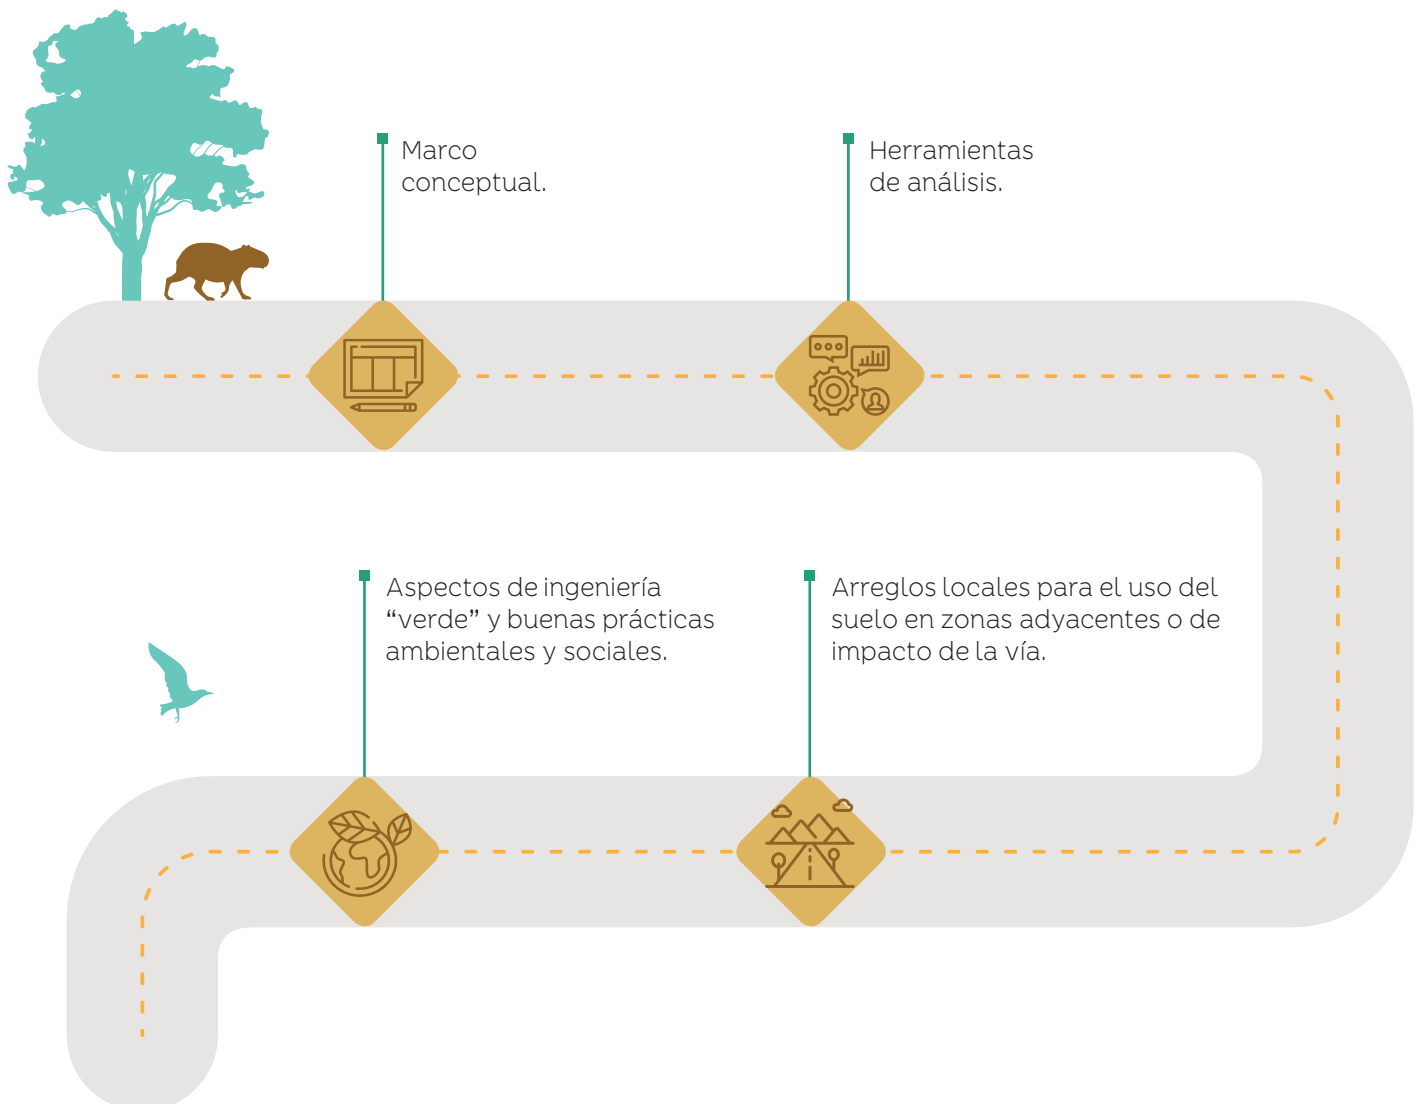 Marco
conceptual.
Herramientas
de análisis.
Aspectos de ingeniería
“verde” y buenas prácticas
ambientales y sociales.
Arreglos locales para el uso del
suelo en zonas adyacentes o de
impacto de la vía.